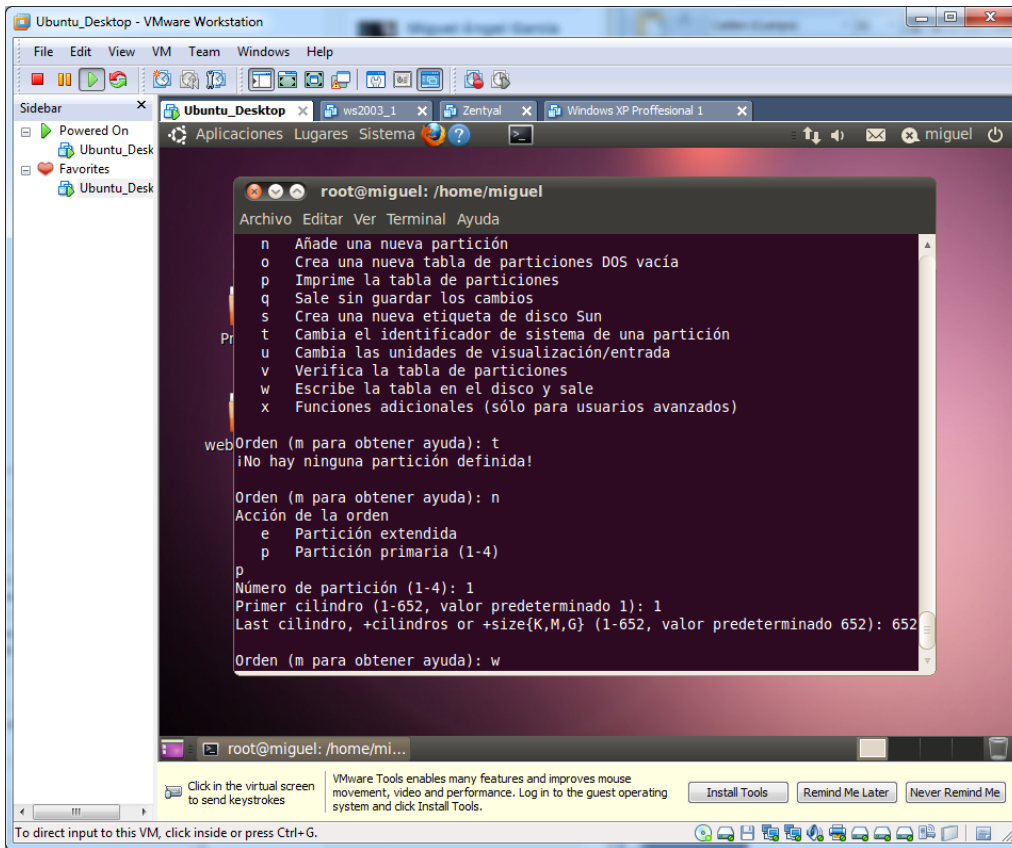 Ubuntu_Desktop - VMware Workstation
File Edit View VM Team Windows Help
Sidebar
Ubuntu_Desktop ws2003_1 Zentyal Windows XP Proffesional 1
Powered On
Ubuntu_Desk
Favorites
Ubuntu_Desk
Aplicaciones Lugares Sistema miguel
root@miguel: /home/miguel
Archivo Editar Ver Terminal Ayuda
n Añade una nueva partición
o Crea una nueva tabla de particiones DOS vacía
p Imprime la tabla de particiones
q Sale sin guardar los cambios
s Crea una nueva etiqueta de disco Sun
t Cambia el identificador de sistema de una partición
u Cambia las unidades de visualización/entrada
v Verifica la tabla de particiones
w Escribe la tabla en el disco y sale
x Funciones adicionales (sólo para usuarios avanzados)
Pr
web
Orden (m para obtener ayuda): t
¡No hay ninguna partición definida!
Orden (m para obtener ayuda): n
Acción de la orden
e Partición extendida
p Partición primaria (1-4)
p
Número de partición (1-4): 1
Primer cilindro (1-652, valor predeterminado 1): 1
Last cilindro, +cilindros or +size{K,M,G} (1-652, valor predeterminado 652): 652
Orden (m para obtener ayuda): w
root@miguel: /home/mi...
Click in the virtual screen
to send keystrokes
VMware Tools enables many features and improves mouse
movement, video and performance. Log in to the guest operating
system and click Install Tools.
Install Tools Remind Me Later Never Remind Me
To direct input to this VM, click inside or press Ctrl+G.